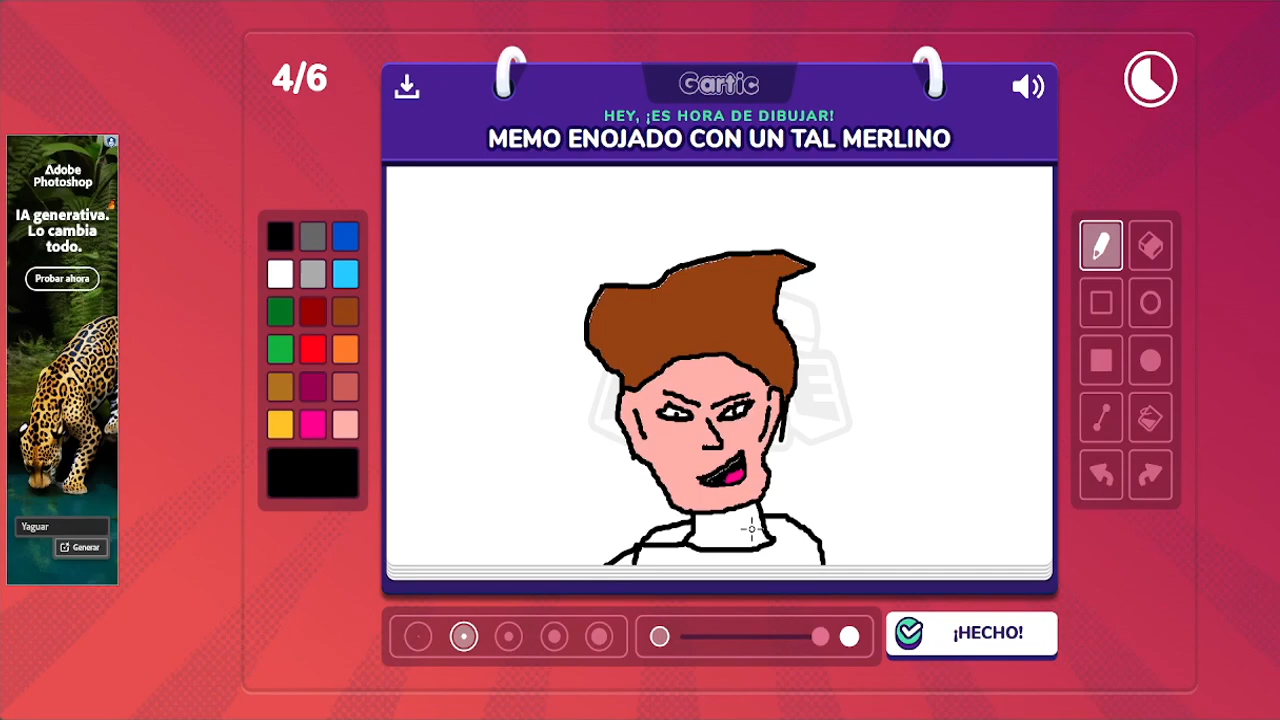 4/6
Gartic
HEY, ¡ES HORA DE DIBUJAR!
MEMO ENOJADO CON UN TAL MERLINO
Adobe
Photoshop
IA generativa.
Lo cambia
todo.
Probar ahora
Yaguar
Generar
¡HECHO!